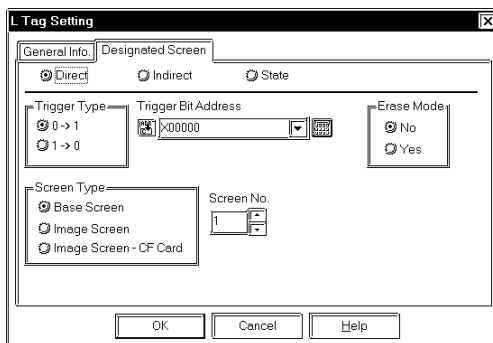 L Tag Setting
General Info. Designated Screen
Direct Indirect State
Trigger Type Trigger Bit Address Erase Mode
0 -> 1 X00000 No
1 -> 0 Yes
Screen Type
Base Screen Screen No.
Image Screen 1
Image Screen - CF Card
OK Cancel Help